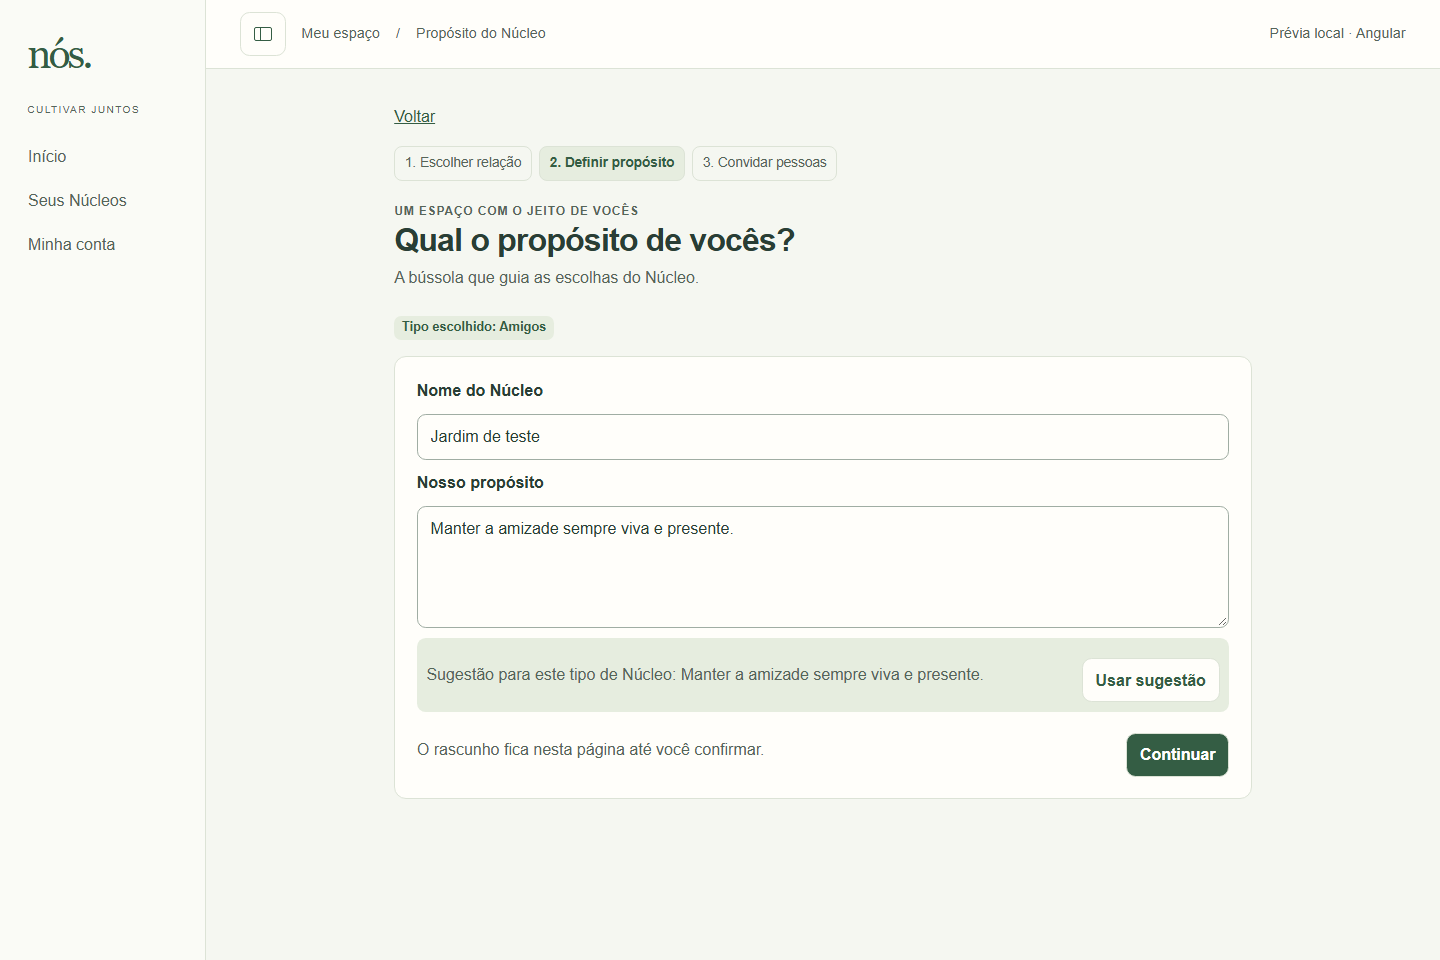 nós.
CULTIVAR JUNTOS
Início
Seus Núcleos
Minha conta
Meu espaço / Propósito do Núcleo
Prévia local · Angular
Voltar
1. Escolher relação
2. Definir propósito
3. Convidar pessoas
UM ESPAÇO COM O JEITO DE VOCÊS
Qual o propósito de vocês?
A bússola que guia as escolhas do Núcleo.
Tipo escolhido: Amigos
Nome do Núcleo
Jardim de teste
Nosso propósito
Manter a amizade sempre viva e presente.
Sugestão para este tipo de Núcleo: Manter a amizade sempre viva e presente.
Usar sugestão
O rascunho fica nesta página até você confirmar.
Continuar